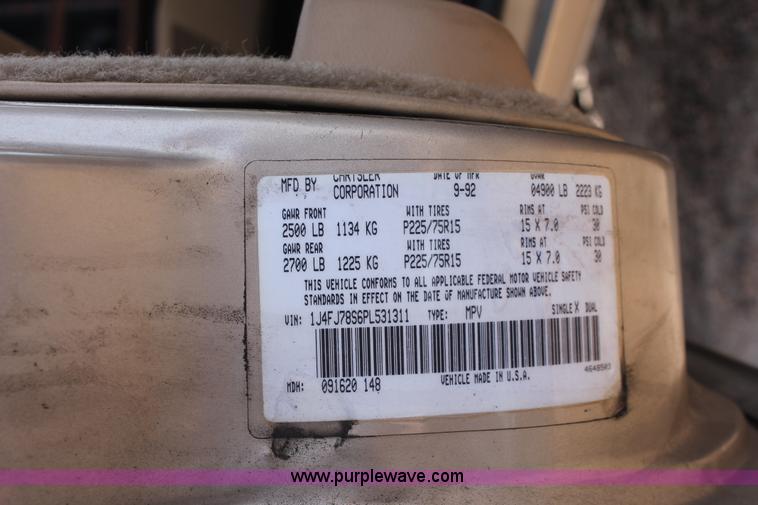 MFD BY CHRYSLER DATE OF MFR GVWR
CORPORATION 9-92 04900 LB 2223 KG
GAWR FRONT WITH TIRES RIMS AT PSI COLD
2500 LB 1134 KG P225/75R15 15 X 7.0 30
GAWR REAR WITH TIRES RIMS AT PSI COLD
2700 LB 1225 KG P225/75R15 15 X 7.0 30
THIS VEHICLE CONFORMS TO ALL APPLICABLE FEDERAL MOTOR VEHICLE SAFETY
STANDARDS IN EFFECT ON THE DATE OF MANUFACTURE SHOWN ABOVE.
VIN: 1J4FJ78S6PL531311 TYPE: MPV SINGLE X DUAL
MDH: 091620 148 VEHICLE MADE IN U.S.A. 4648503
www.purplewave.com